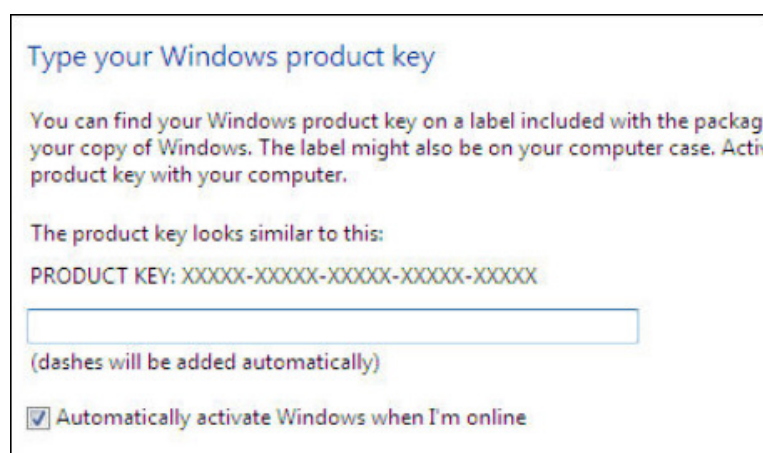 Type your Windows product key
You can find your Windows product key on a label included with the packag
your copy of Windows. The label might also be on your computer case. Activ
product key with your computer.
The product key looks similar to this:
PRODUCT KEY: XXXXX-XXXXX-XXXXX-XXXXX-XXXXX
(dashes will be added automatically)
Automatically activate Windows when I'm online